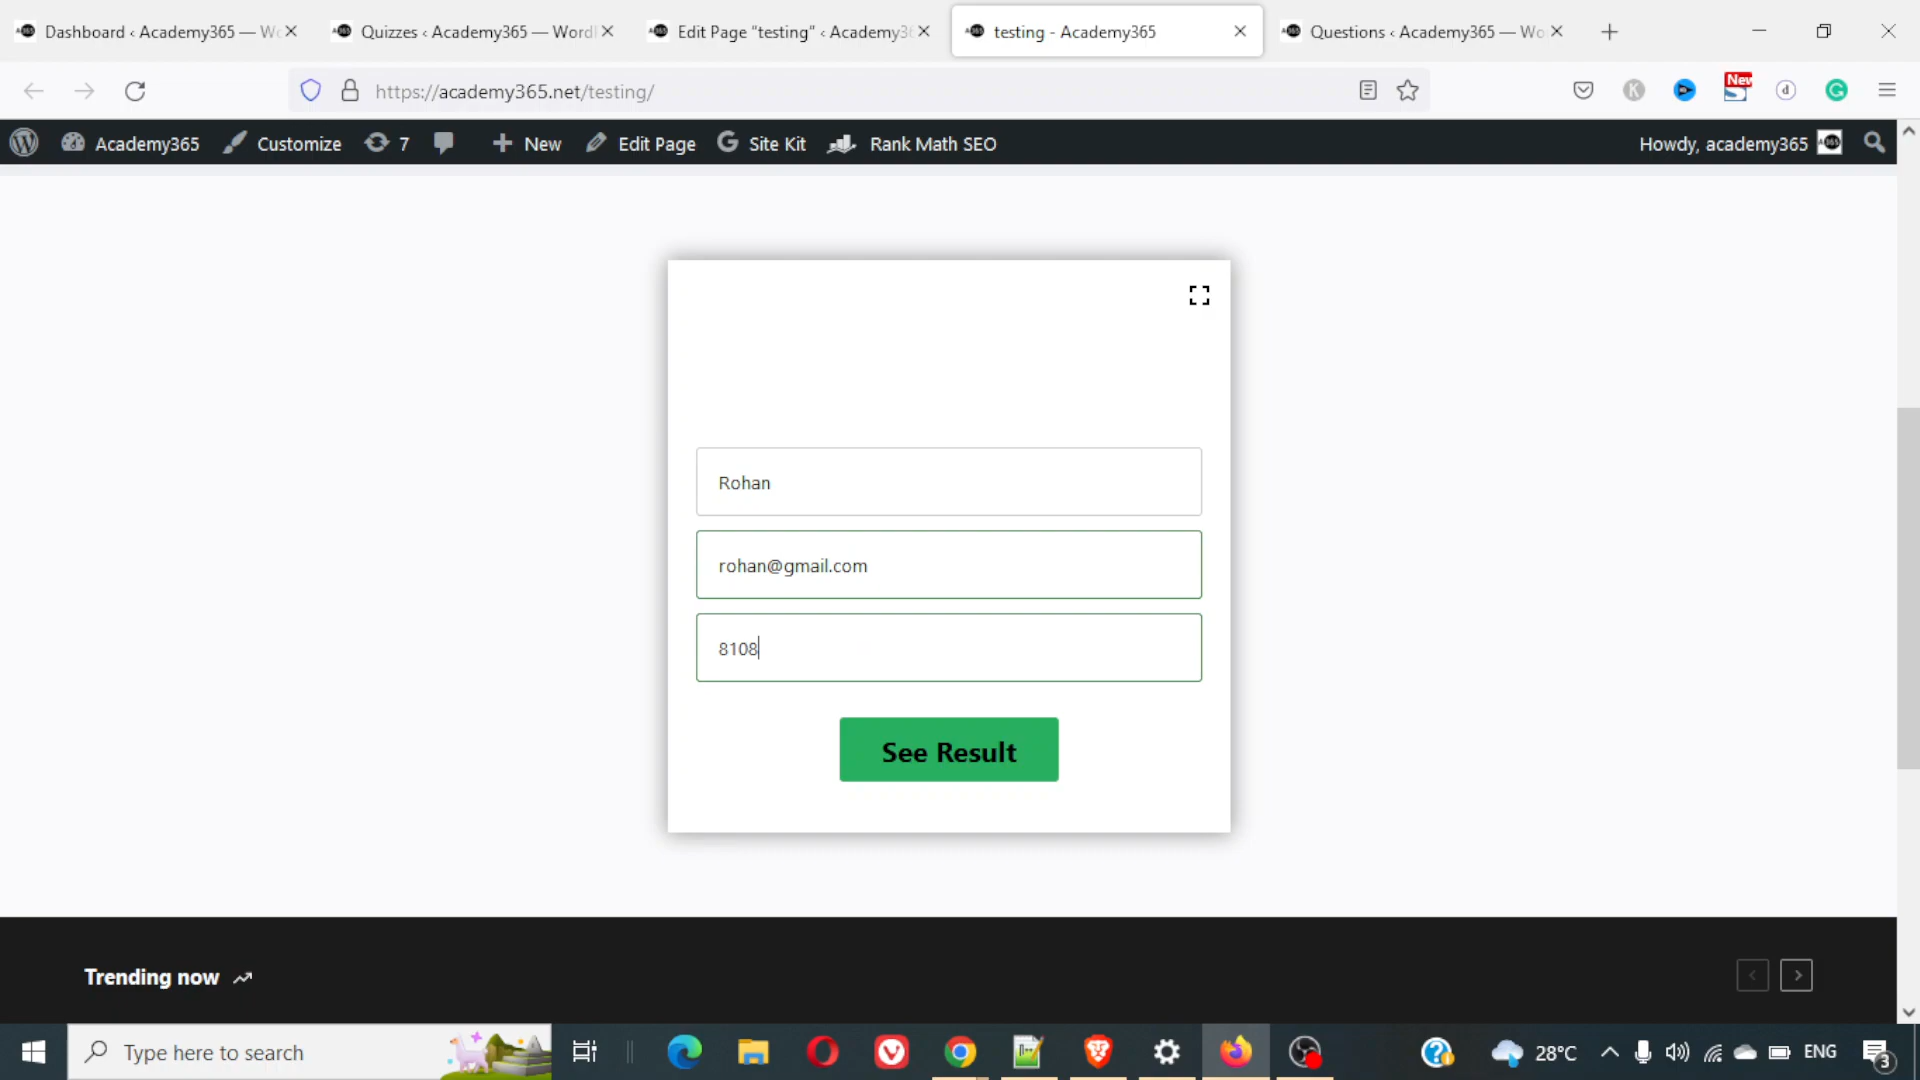 Dashboard ‹ Academy365 — Wo
Quizzes ‹ Academy365 — Word
Edit Page "testing" ‹ Academy36
testing - Academy365
Questions ‹ Academy365 — Wo
https://academy365.net/testing/
New
Academy365
Customize
7
New
Edit Page
Site Kit
Rank Math SEO
Howdy, academy365
Rohan
rohan@gmail.com
8108
See Result
Trending now
Type here to search
28°C
ENG
3